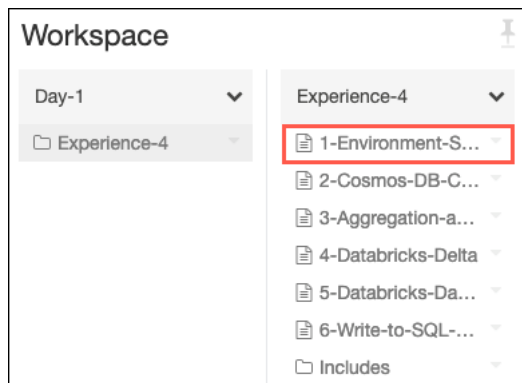 Workspace
Day-1
Experience-4
Experience-4
1-Environment-S...
2-Cosmos-DB-C...
3-Aggregation-a...
4-Databricks-Delta
5-Databricks-Da...
6-Write-to-SQL-...
Includes